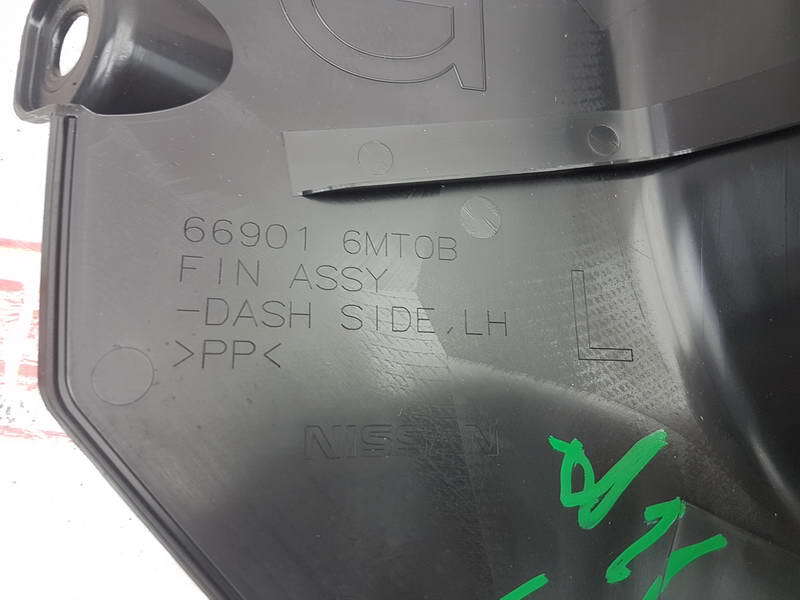 G
66901 6MT0B
FIN ASSY
-DASH SIDE, LH
>PP<
L
NISSAN